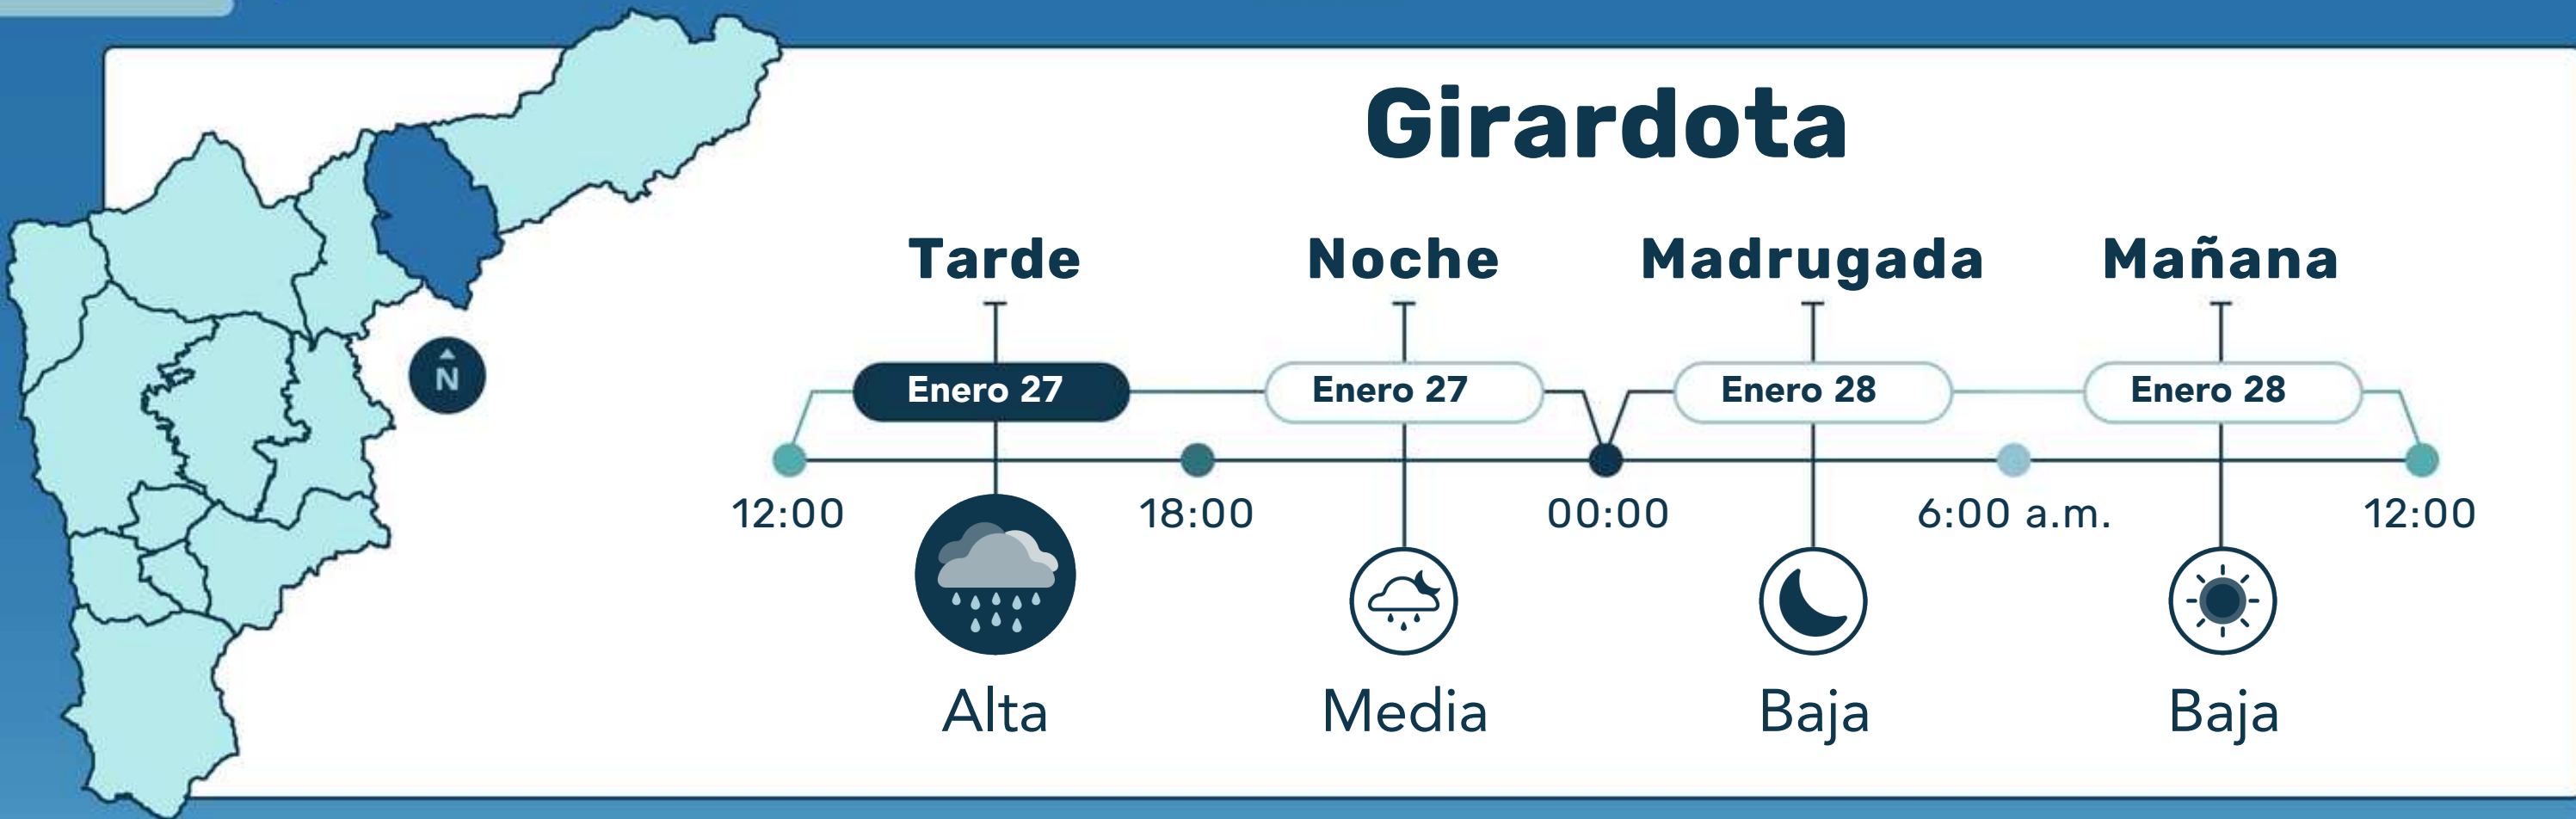 Girardota
Tarde Noche Madrugada Mañana
Enero 27 Enero 27 Enero 28 Enero 28
N
12:00 18:00 00:00 6:00 a.m. 12:00
Alta Media Baja Baja